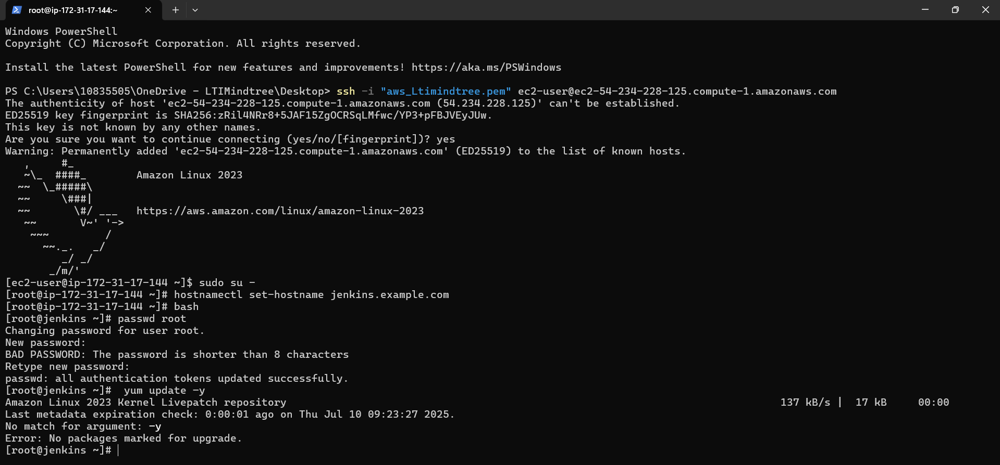 root@ip-172-31-17-144:~
Windows PowerShell
Copyright (C) Microsoft Corporation. All rights reserved.
Install the latest PowerShell for new features and improvements! https://aka.ms/PSWindows
PS C:\Users\10835505\OneDrive - LTIMindtree\Desktop> ssh -i "aws_Ltimindtree.pem" ec2-user@ec2-54-234-228-125.compute-1.amazonaws.com
The authenticity of host 'ec2-54-234-228-125.compute-1.amazonaws.com (54.234.228.125)' can't be established.
ED25519 key fingerprint is SHA256:zRil4NRr8+5JAF15ZgOCRSqLMfwc/YP3+pFBJVEyJUw.
This key is not known by any other names.
Are you sure you want to continue connecting (yes/no/[fingerprint])? yes
Warning: Permanently added 'ec2-54-234-228-125.compute-1.amazonaws.com' (ED25519) to the list of known hosts.
   ,     #_
   ~\_  ####_        Amazon Linux 2023
  ~~  \_#####\
  ~~     \###|
  ~~       \#/ ___   https://aws.amazon.com/linux/amazon-linux-2023
   ~~       V~' '->
    ~~~         /
      ~~._.   _/
         _/ _/
       _/m/'
[ec2-user@ip-172-31-17-144 ~]$ sudo su -
[root@ip-172-31-17-144 ~]# hostnamectl set-hostname jenkins.example.com
[root@ip-172-31-17-144 ~]# bash
[root@jenkins ~]# passwd root
Changing password for user root.
New password:
BAD PASSWORD: The password is shorter than 8 characters
Retype new password:
passwd: all authentication tokens updated successfully.
[root@jenkins ~]#  yum update –y
Amazon Linux 2023 Kernel Livepatch repository 137 kB/s |  17 kB     00:00
Last metadata expiration check: 0:00:01 ago on Thu Jul 10 09:23:27 2025.
No match for argument: –y
Error: No packages marked for upgrade.
[root@jenkins ~]#